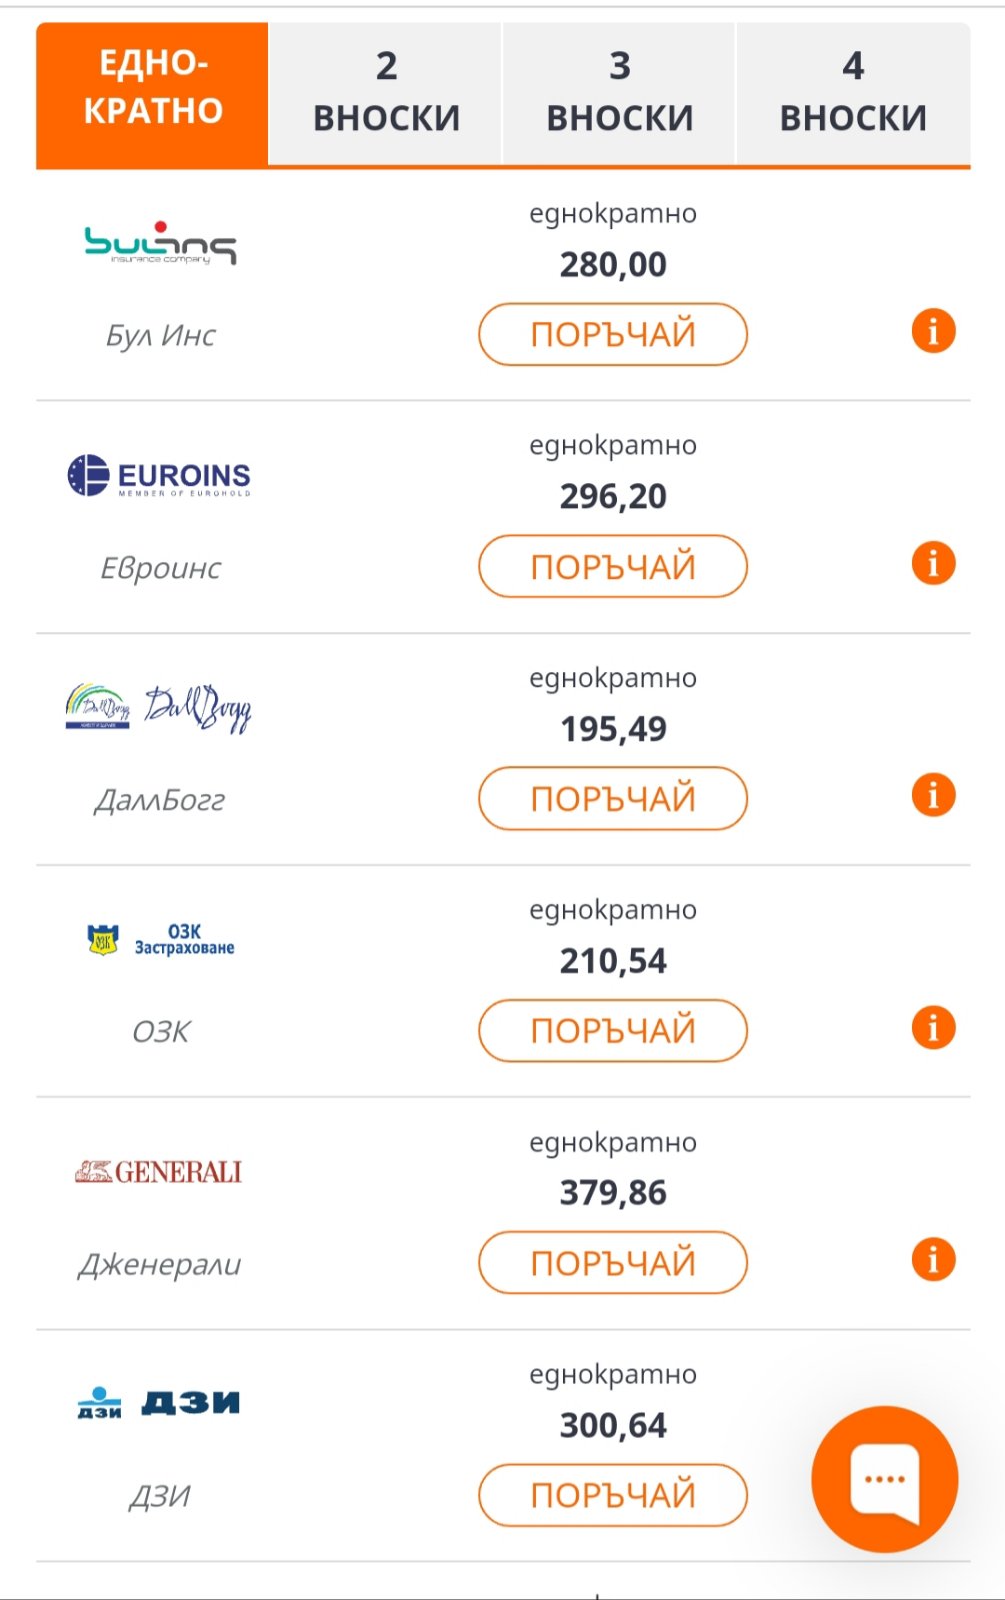 ЕДНО-
КРАТНО
2
ВНОСКИ
3
ВНОСКИ
4
ВНОСКИ
bulins
insurance company
Бул Инс
еднократно
280,00
ПОРЪЧАЙ
i
EUROINS
MEMBER OF EUROHOLD
Евроинс
еднократно
296,20
ПОРЪЧАЙ
i
ДаллБогг
DallBogg
ДаллБогг
еднократно
195,49
ПОРЪЧАЙ
i
ОЗК
ОЗК
Застраховане
ОЗК
еднократно
210,54
ПОРЪЧАЙ
i
GENERALI
Дженерали
еднократно
379,86
ПОРЪЧАЙ
i
ДЗИ
ДЗИ
ДЗИ
еднократно
300,64
ПОРЪЧАЙ